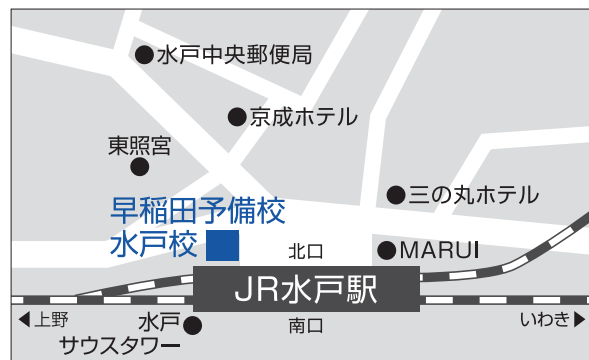 ●水戸中央郵便局
●京成ホテル
東照宮
●三の丸ホテル
早稲田予備校
水戸校
北口
●MARUI
JR水戸駅
◀上野
水戸
サウスタワー
南口
いわき▶